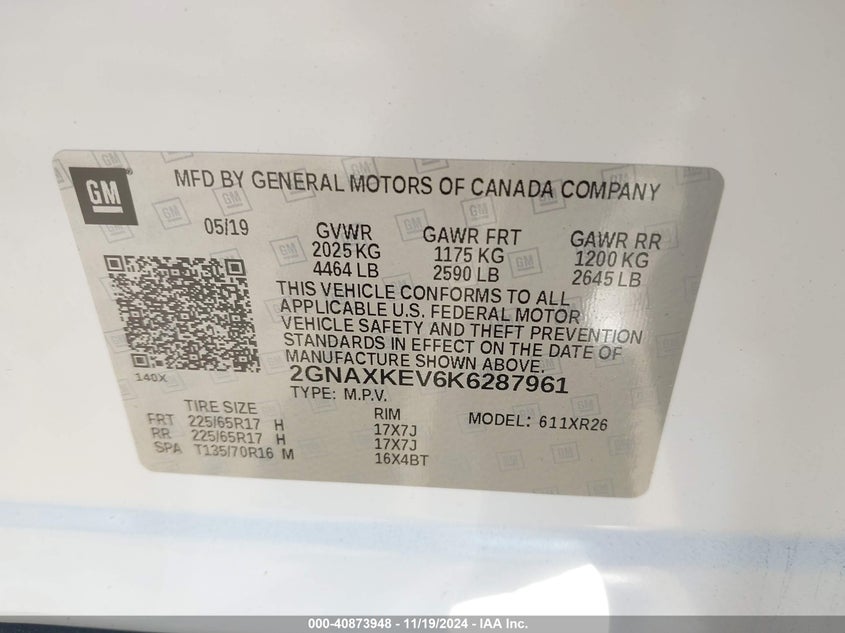 GM
MFD BY GENERAL MOTORS OF CANADA COMPANY
05/19
GVWR
2025 KG
4464 LB
GAWR FRT
1175 KG
2590 LB
GAWR RR
1200 KG
2645 LB
THIS VEHICLE CONFORMS TO ALL
APPLICABLE U.S. FEDERAL MOTOR
VEHICLE SAFETY AND THEFT PREVENTION
STANDARDS IN EFFECT ON THE DATE OF
MANUFACTURE SHOWN ABOVE.
140X
2GNAXKEV6K6287961
TYPE: M.P.V.
MODEL: 611XR26
TIRE SIZE RIM
FRT 225/65R17 H 17X7J
RR 225/65R17 H 17X7J
SPA T135/70R16 M 16X4BT
000-40873948 - 11/19/2024 - IAA Inc.